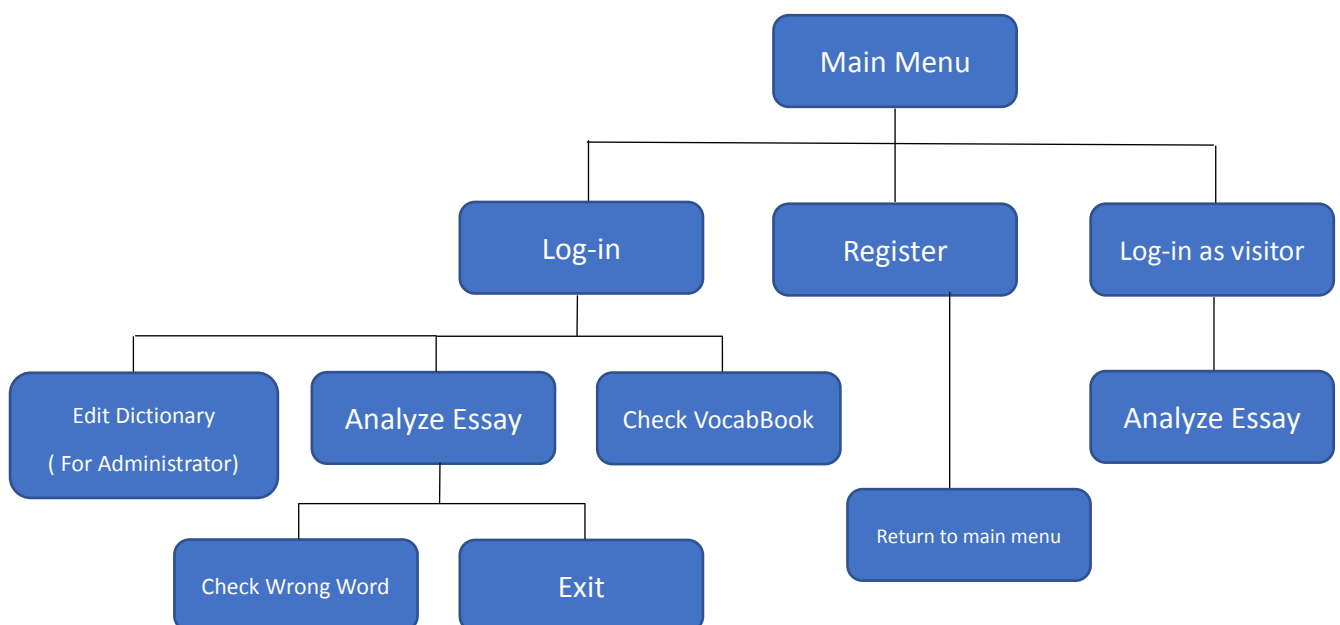 Main Menu
Log-in
Register
Log-in as visitor
Edit Dictionary
( For Administrator)
Analyze Essay
Check VocabBook
Analyze Essay
Return to main menu
Check Wrong Word
Exit